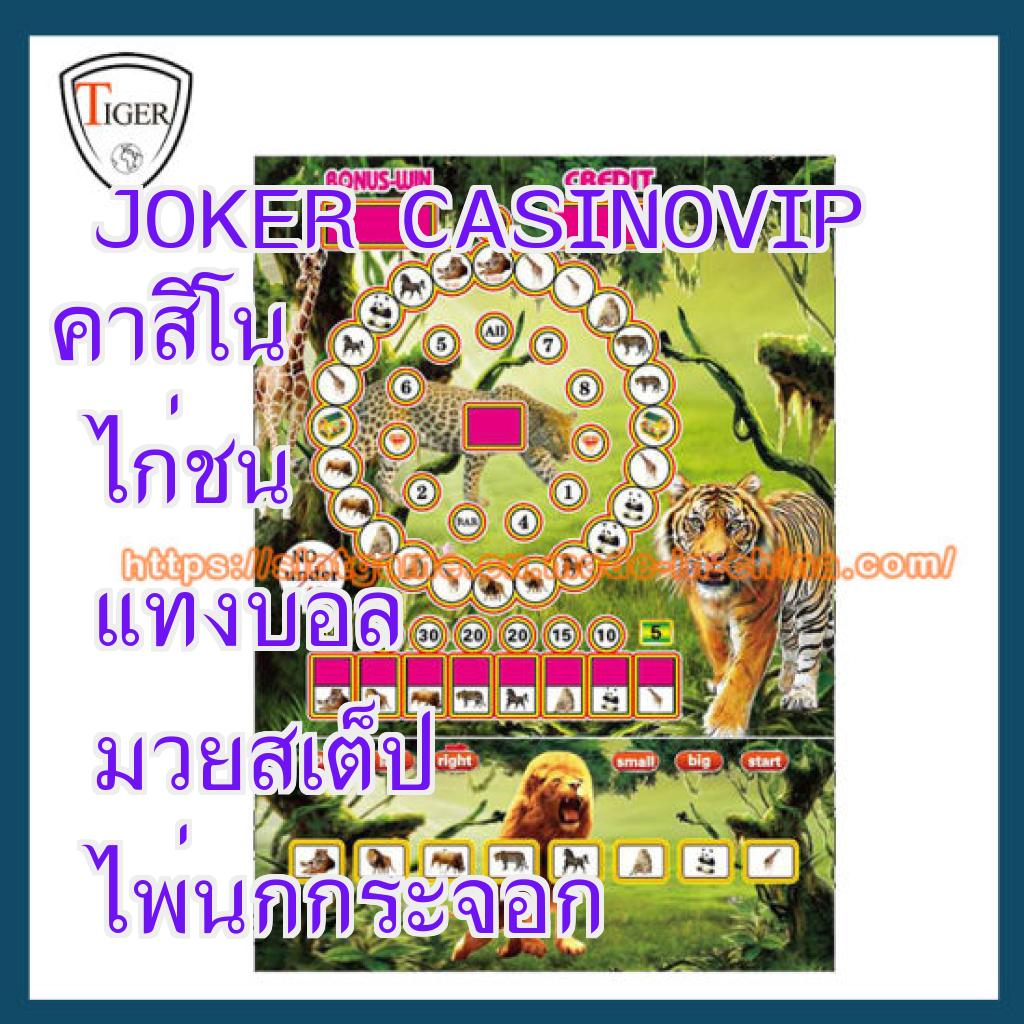 TIGER
BONUS-WIN CREDIT
JOKER CASINOVIP
คาสิโน
All
5 7
6 8
ไก่ชน
2 1
BAR 4
under
แทงบอล
30 20 20 15 10 5
มวยสเต็ป
right small big start
ไพ่นกกระจอก